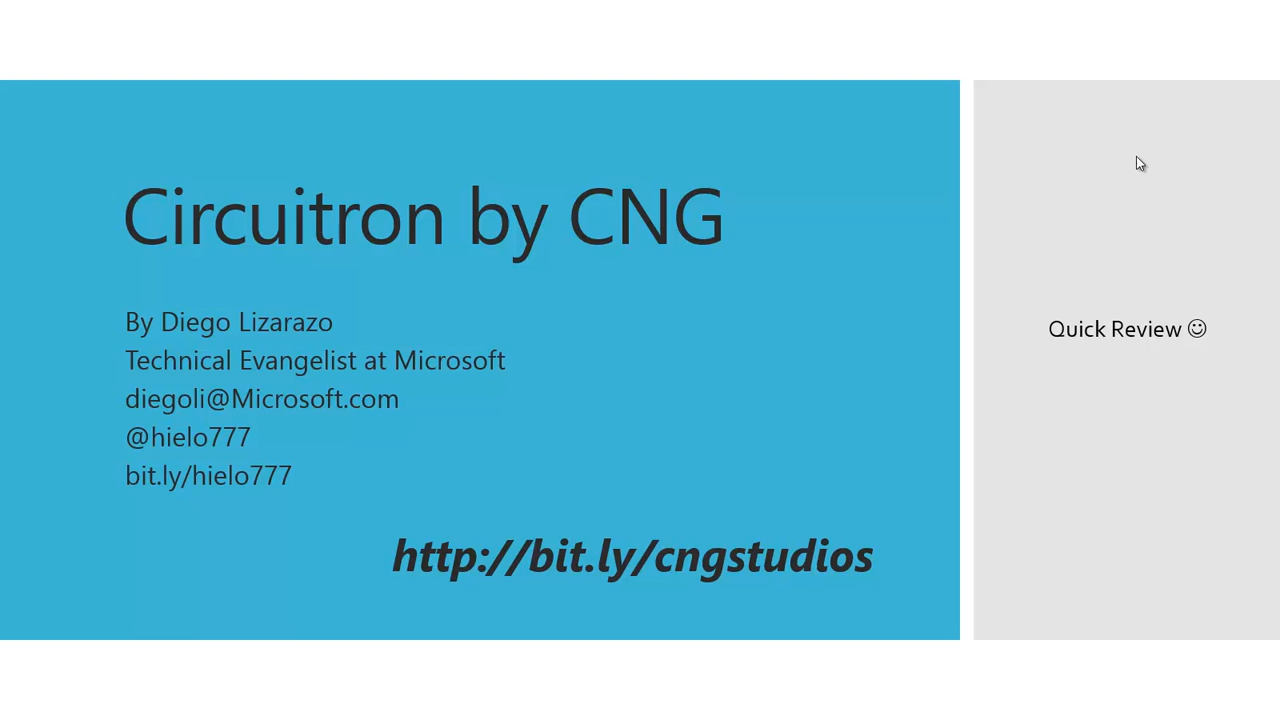 Circuitron by CNG
By Diego Lizarazo
Technical Evangelist at Microsoft
diegoli@Microsoft.com
@hielo777
bit.ly/hielo777
http://bit.ly/cngstudios
Quick Review ☺